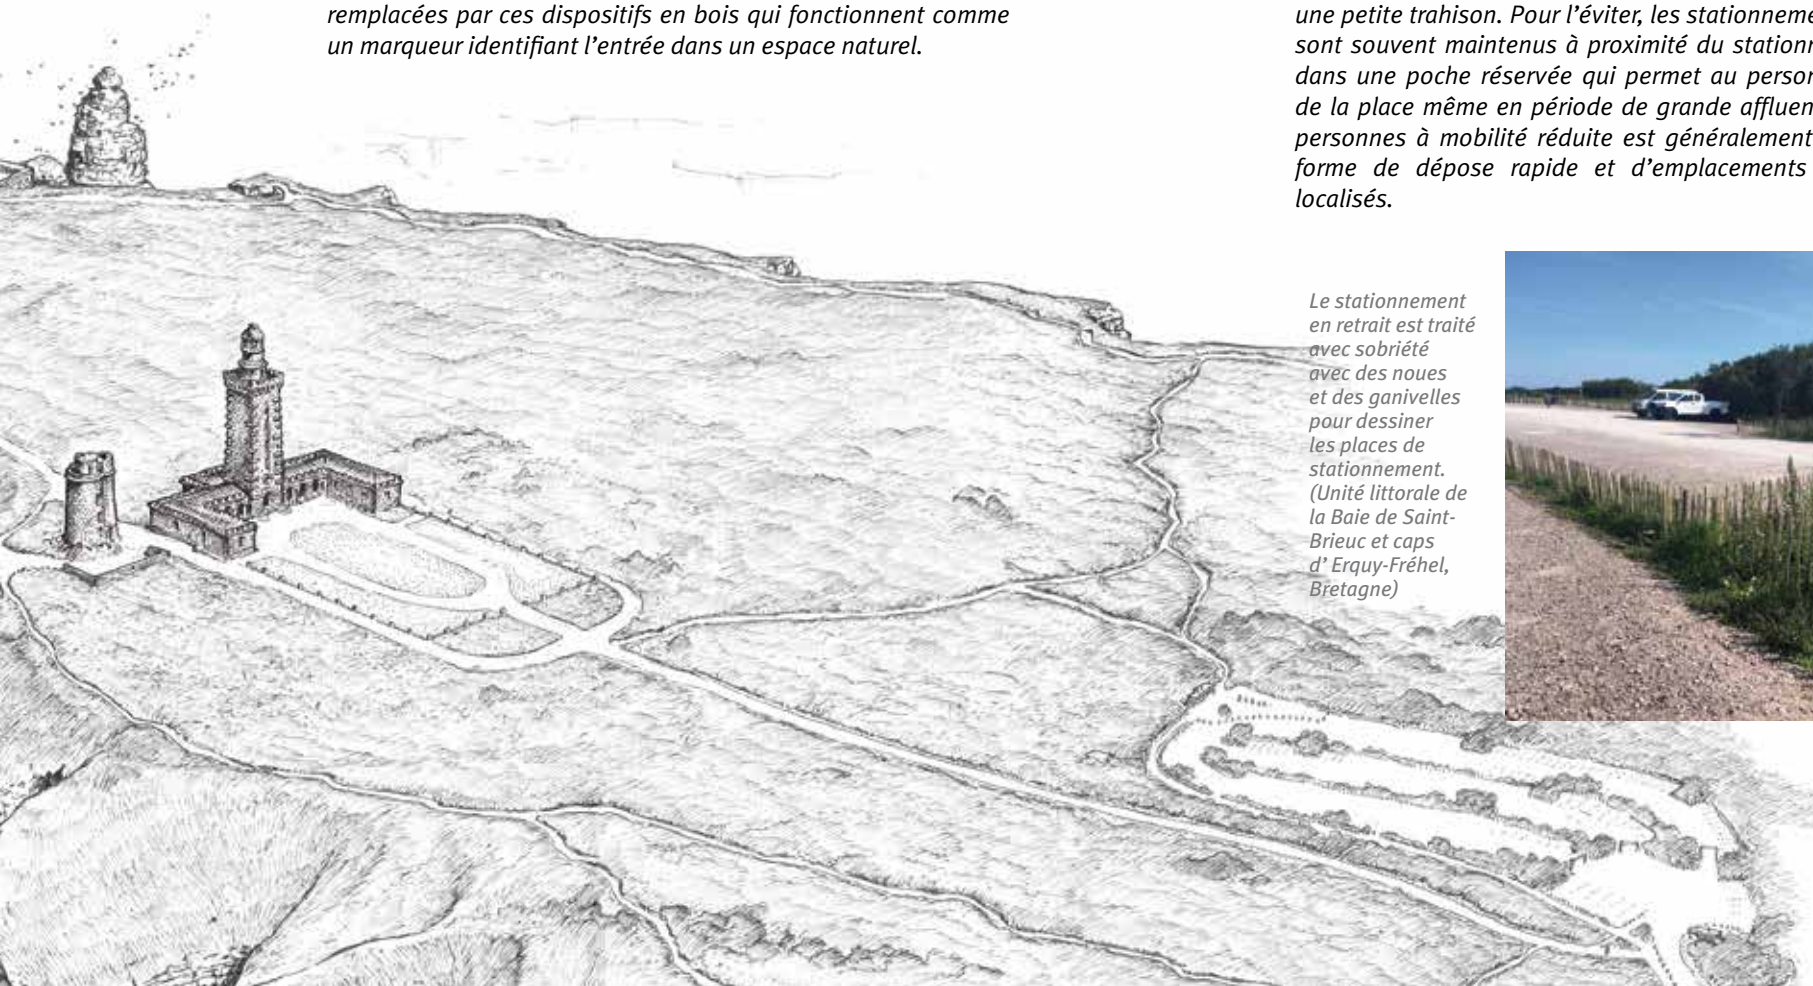 remplacées par ces dispositifs en bois qui fonctionnent comme
un marqueur identifiant l’entrée dans un espace naturel.
une petite trahison. Pour l’éviter, les stationneme
sont souvent maintenus à proximité du stationn
dans une poche réservée qui permet au person
de la place même en période de grande affluen
personnes à mobilité réduite est généralement
forme de dépose rapide et d’emplacements
localisés.
Le stationnement
en retrait est traité
avec sobriété
avec des noues
et des ganivelles
pour dessiner
les places de
stationnement.
(Unité littorale de
la Baie de Saint-
Brieuc et caps
d’ Erquy-Fréhel,
Bretagne)